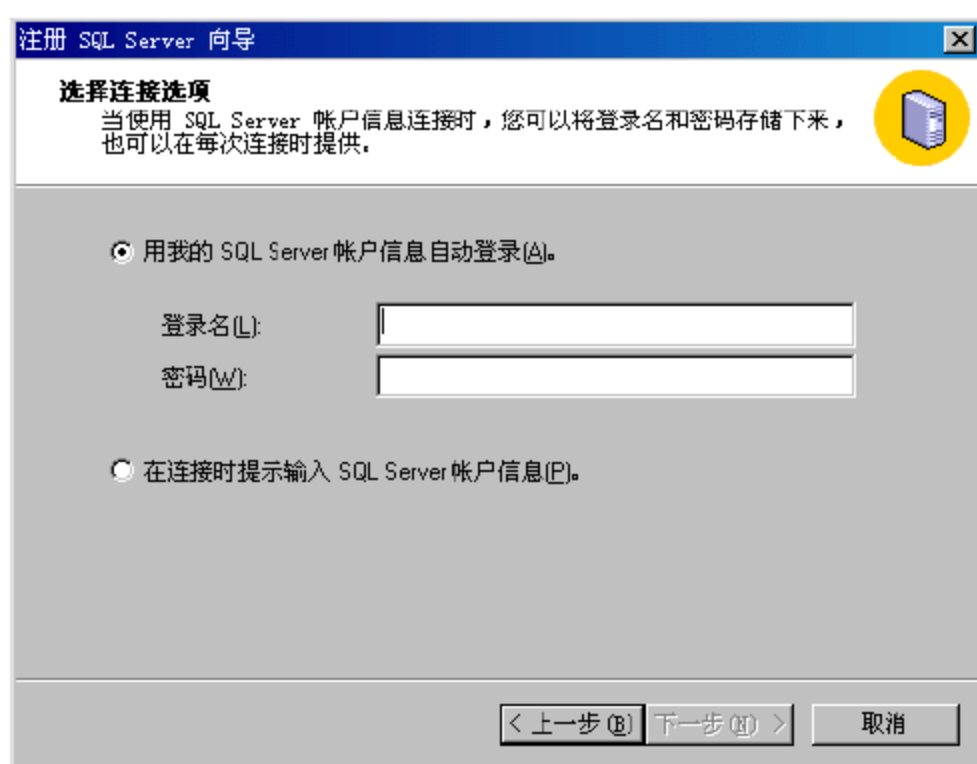 注册 SQL Server 向导
选择连接选项
当使用 SQL Server 帐户信息连接时，您可以将登录名和密码存储下来，
也可以在每次连接时提供。
用我的 SQL Server 帐户信息自动登录(A)。
登录名(L):
密码(W):
在连接时提示输入 SQL Server 帐户信息(P)。
< 上一步(B) 下一步(N) > 取消